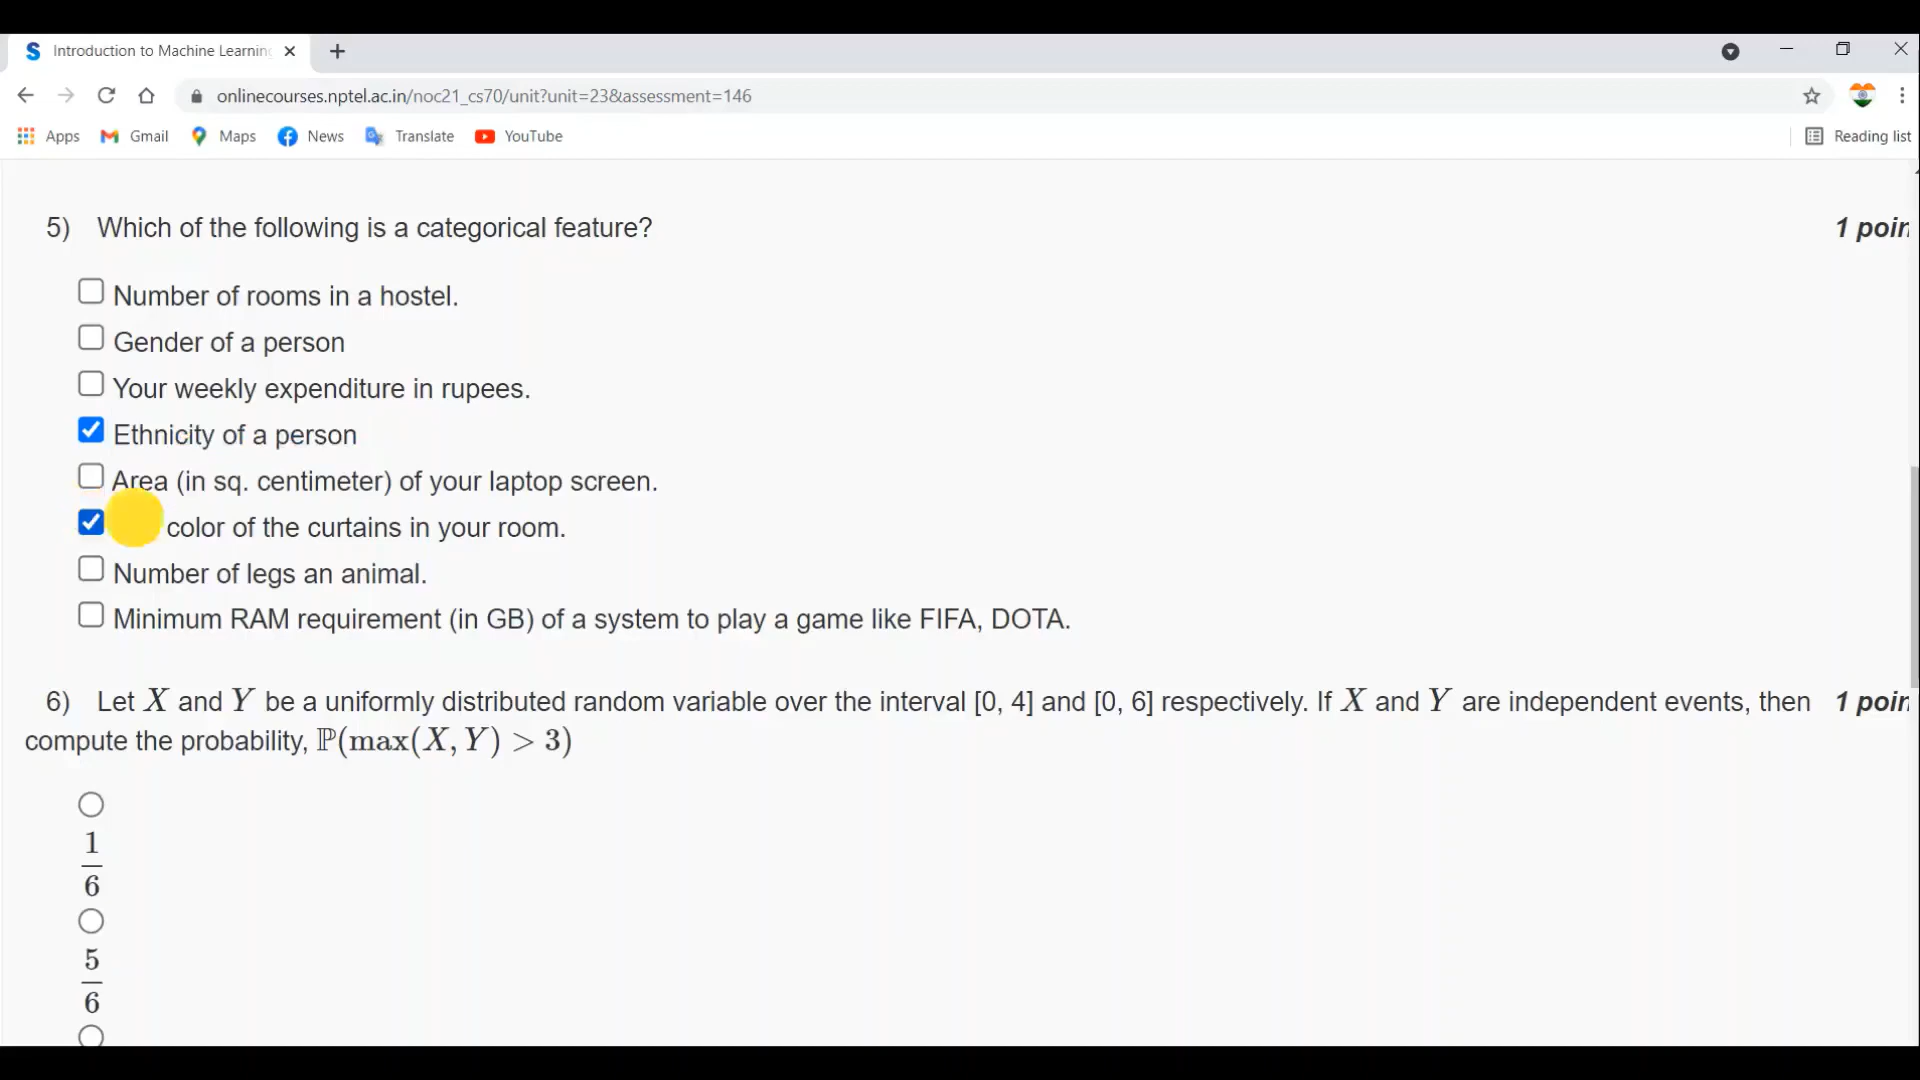 Introduction to Machine Learning
onlinecourses.nptel.ac.in/noc21_cs70/unit?unit=23&assessment=146
Apps Gmail Maps News Translate YouTube Reading list
5) Which of the following is a categorical feature? 1 poin
Number of rooms in a hostel.
Gender of a person
Your weekly expenditure in rupees.
Ethnicity of a person
Area (in sq. centimeter) of your laptop screen.
color of the curtains in your room.
Number of legs an animal.
Minimum RAM requirement (in GB) of a system to play a game like FIFA, DOTA.
6) Let X and Y be a uniformly distributed random variable over the interval [0, 4] and [0, 6] respectively. If X and Y are independent events, then 1 poin
compute the probability, ℙ(max(X, Y) > 3)
1
6
5
6